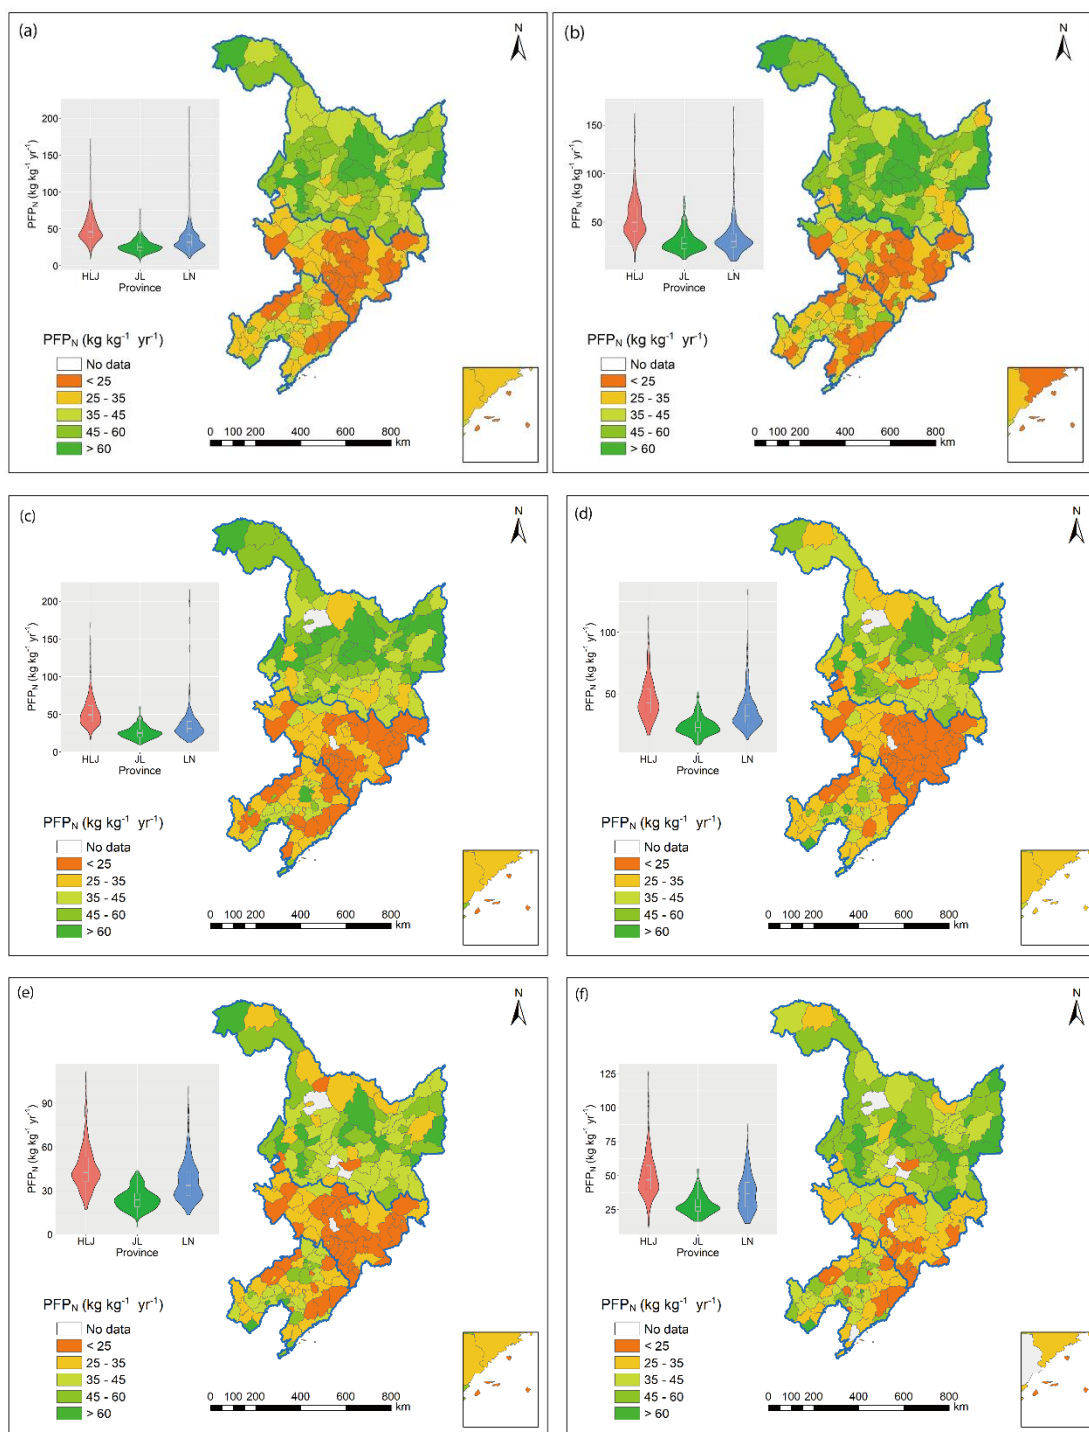 (a)
N
200
150
100
50
0
PFPN (kg kg-1 yr-1)
HLJ JL LN
Province
PFPN (kg kg-1 yr-1)
No data
< 25
25 - 35
35 - 45
45 - 60
> 60
0 100 200 400 600 800
km
(b)
N
150
100
50
PFPN (kg kg-1 yr-1)
HLJ JL LN
Province
PFPN (kg kg-1 yr-1)
No data
< 25
25 - 35
35 - 45
45 - 60
> 60
0 100 200 400 600 800
km
(c)
N
200
150
100
50
0
PFPN (kg kg-1 yr-1)
HLJ JL LN
Province
PFPN (kg kg-1 yr-1)
No data
< 25
25 - 35
35 - 45
45 - 60
> 60
0 100 200 400 600 800
km
(d)
N
100
50
PFPN (kg kg-1 yr-1)
HLJ JL LN
Province
PFPN (kg kg-1 yr-1)
No data
< 25
25 - 35
35 - 45
45 - 60
> 60
0 100 200 400 600 800
km
(e)
N
90
60
30
0
PFPN (kg kg-1 yr-1)
HLJ JL LN
Province
PFPN (kg kg-1 yr-1)
No data
< 25
25 - 35
35 - 45
45 - 60
> 60
0 100 200 400 600 800
km
(f)
N
125
100
75
50
25
PFPN (kg kg-1 yr-1)
HLJ JL LN
Province
PFPN (kg kg-1 yr-1)
No data
< 25
25 - 35
35 - 45
45 - 60
> 60
0 100 200 400 600 800
km